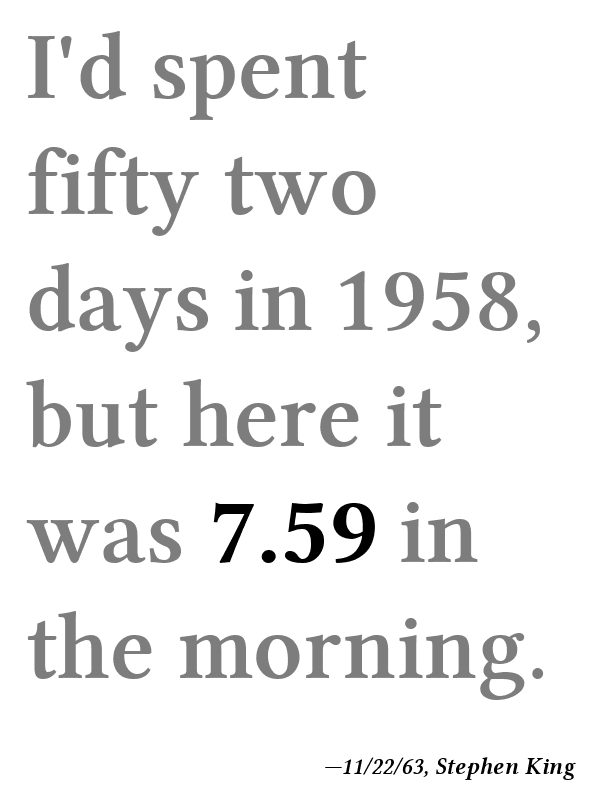 I'd spent
fifty two
days in 1958,
but here it
was 7.59 in
the morning.
—11/22/63, Stephen King